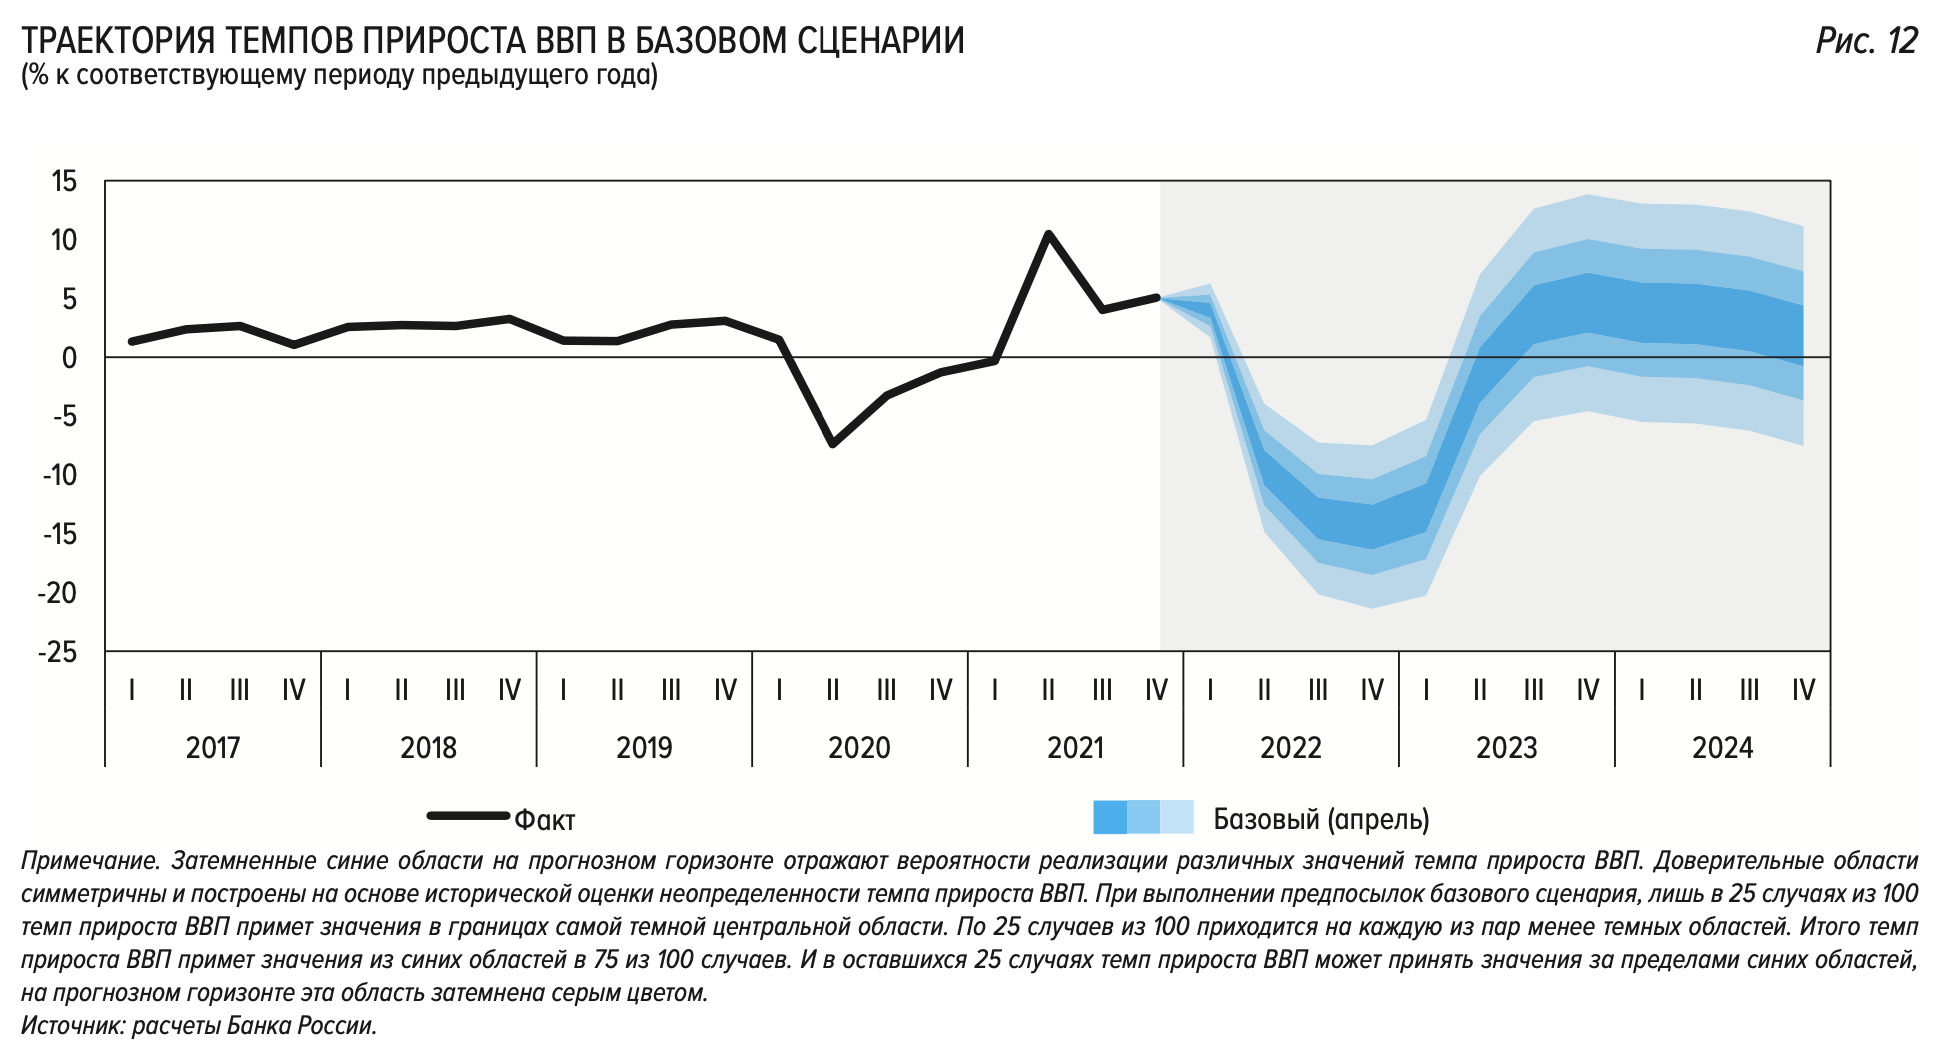 ТРАЕКТОРИЯ ТЕМПОВ ПРИРОСТА ВВП В БАЗОВОМ СЦЕНАРИИ
Рис. 12
(% к соответствующему периоду предыдущего года)
15
10
5
0
-5
-10
-15
-20
-25
I II III IV I II III IV I II III IV I II III IV I II III IV I II III IV I II III IV I II III IV
2017 2018 2019 2020 2021 2022 2023 2024
Факт
Базовый (апрель)
Примечание. Затемненные синие области на прогнозном горизонте отражают вероятности реализации различных значений темпа прироста ВВП. Доверительные области
симметричны и построены на основе исторической оценки неопределенности темпа прироста ВВП. При выполнении предпосылок базового сценария, лишь в 25 случаях из 100
темп прироста ВВП примет значения в границах самой темной центральной области. По 25 случаев из 100 приходится на каждую из пар менее темных областей. Итого темп
прироста ВВП примет значения из синих областей в 75 из 100 случаев. И в оставшихся 25 случаях темп прироста ВВП может принять значения за пределами синих областей,
на прогнозном горизонте эта область затемнена серым цветом.
Источник: расчеты Банка России.